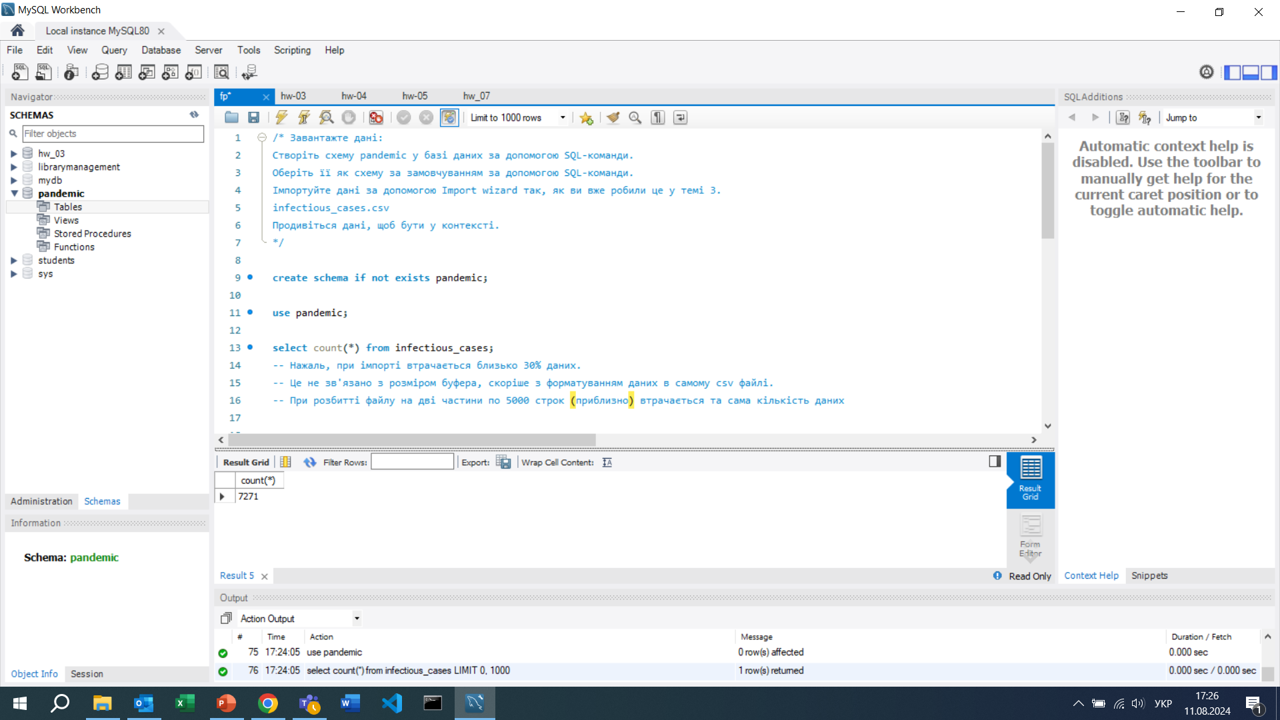 MySQL Workbench
Local instance MySQL80
File Edit View Query Database Server Tools Scripting Help
Navigator
SCHEMAS
Filter objects
hw_03
librarymanagement
mydb
pandemic
Tables
Views
Stored Procedures
Functions
students
sys
Administration Schemas
Information
Schema: pandemic
Object Info Session
fp* hw-03 hw-04 hw-05 hw_07
Limit to 1000 rows
1 /* Завантажте дані:
2 Створіть схему pandemic у базі даних за допомогою SQL-команди.
3 Оберіть її як схему за замовчуванням за допомогою SQL-команди.
4 Імпортуйте дані за допомогою Import wizard так, як ви вже робили це у темі 3.
5 infectious_cases.csv
6 Продивіться дані, щоб бути у контексті.
7 */
8
9 create schema if not exists pandemic;
10
11 use pandemic;
12
13 select count(*) from infectious_cases;
14 -- Нажаль, при імпорті втрачається близько 30% даних.
15 -- Це не зв'язано з розміром буфера, скоріше з форматуванням даних в самому csv файлі.
16 -- При розбитті файлу на дві частини по 5000 строк (приблизно) втрачається та сама кількість даних
17
Result Grid Filter Rows: Export: Wrap Cell Content:
count(*)
7271
Result Grid
Form Editor
Result 5 Read Only
Output
Action Output
# Time Action Message Duration / Fetch
75 17:24:05 use pandemic 0 row(s) affected 0.000 sec
76 17:24:05 select count(*) from infectious_cases LIMIT 0, 1000 1 row(s) returned 0.000 sec / 0.000 sec
SQLAdditions
Jump to
Automatic context help is
disabled. Use the toolbar to
manually get help for the
current caret position or to
toggle automatic help.
Context Help Snippets
УКР
17:26
11.08.2024
1